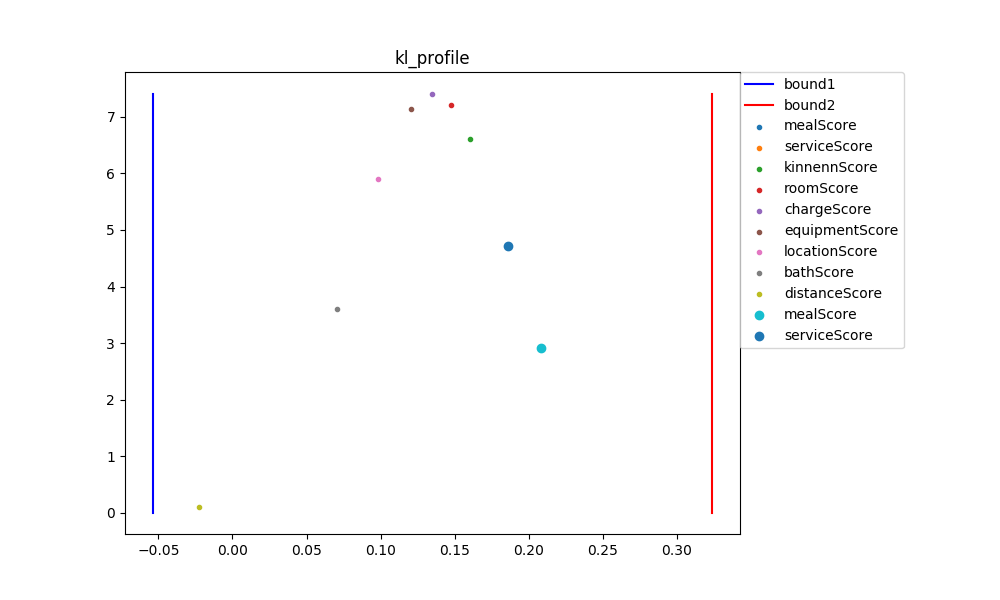 kl_profile
7
6
5
4
3
2
1
0
−0.05 0.00 0.05 0.10 0.15 0.20 0.25 0.30
bound1
bound2
mealScore
serviceScore
kinnennScore
roomScore
chargeScore
equipmentScore
locationScore
bathScore
distanceScore
mealScore
serviceScore